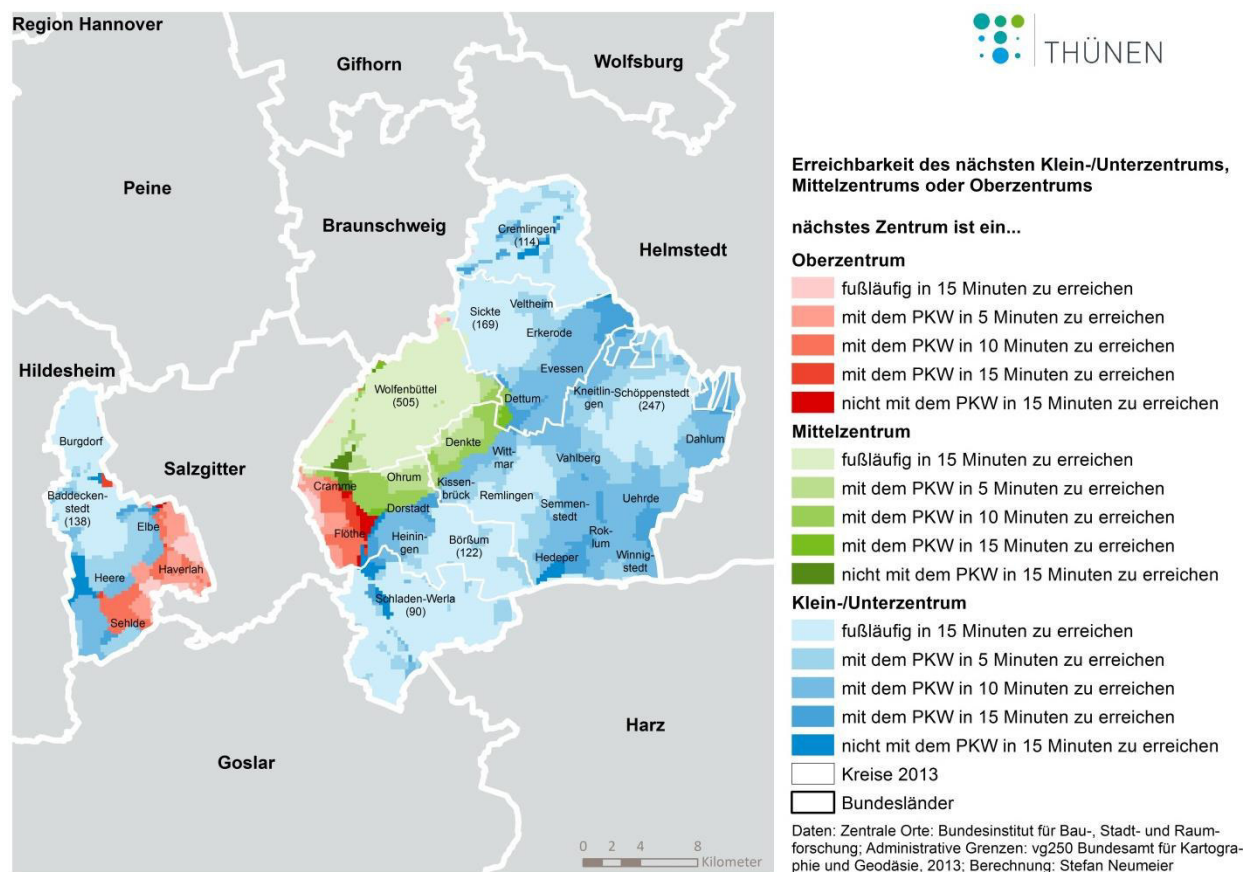 Region Hannover
Gifhorn
Wolfsburg
Peine
Braunschweig
Helmstedt
Hildesheim
Salzgitter
Goslar
Harz
Cremlingen
(114)
Sickte
(169)
Veltheim
Erkerode
Evessen
Wolfenbüttel
(505)
Dettum
Kneitlin-
gen
Schöppenstedt
(247)
Dahlum
Denkte
Witt-
mar
Vahlberg
Burgdorf
Baddecken-
stedt
(138)
Elbe
Heere
Haverlah
Sehlde
Cramme
Ohrum
Dorstadt
Flöthe
Kissen-
brück
Remlingen
Semmen-
stedt
Uehrde
Heinin-
gen
Börßum
(122)
Hedeper
Rok-
lum
Winnig-
stedt
Schladen-Werla
(90)
0 2 4 8
Kilometer
THÜNEN
Erreichbarkeit des nächsten Klein-/Unterzentrums,
Mittelzentrums oder Oberzentrums
nächstes Zentrum ist ein...
Oberzentrum
fußläufig in 15 Minuten zu erreichen
mit dem PKW in 5 Minuten zu erreichen
mit dem PKW in 10 Minuten zu erreichen
mit dem PKW in 15 Minuten zu erreichen
nicht mit dem PKW in 15 Minuten zu erreichen
Mittelzentrum
fußläufig in 15 Minuten zu erreichen
mit dem PKW in 5 Minuten zu erreichen
mit dem PKW in 10 Minuten zu erreichen
mit dem PKW in 15 Minuten zu erreichen
nicht mit dem PKW in 15 Minuten zu erreichen
Klein-/Unterzentrum
fußläufig in 15 Minuten zu erreichen
mit dem PKW in 5 Minuten zu erreichen
mit dem PKW in 10 Minuten zu erreichen
mit dem PKW in 15 Minuten zu erreichen
nicht mit dem PKW in 15 Minuten zu erreichen
Kreise 2013
Bundesländer
Daten: Zentrale Orte: Bundesinstitut für Bau-, Stadt- und Raum-
forschung; Administrative Grenzen: vg250 Bundesamt für Kartogra-
phie und Geodäsie, 2013; Berechnung: Stefan Neumeier